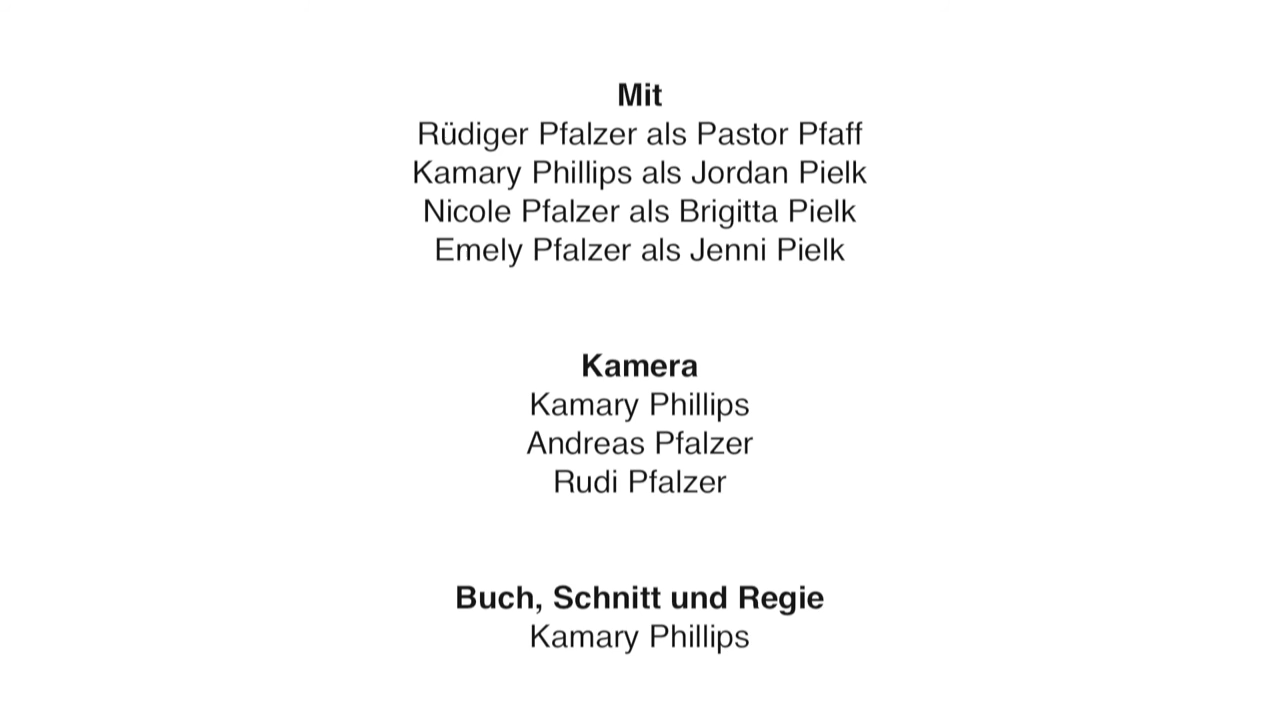 Mit
Rüdiger Pfalzer als Pastor Pfaff
Kamary Phillips als Jordan Pielk
Nicole Pfalzer als Brigitta Pielk
Emely Pfalzer als Jenni Pielk
Kamera
Kamary Phillips
Andreas Pfalzer
Rudi Pfalzer
Buch, Schnitt und Regie
Kamary Phillips